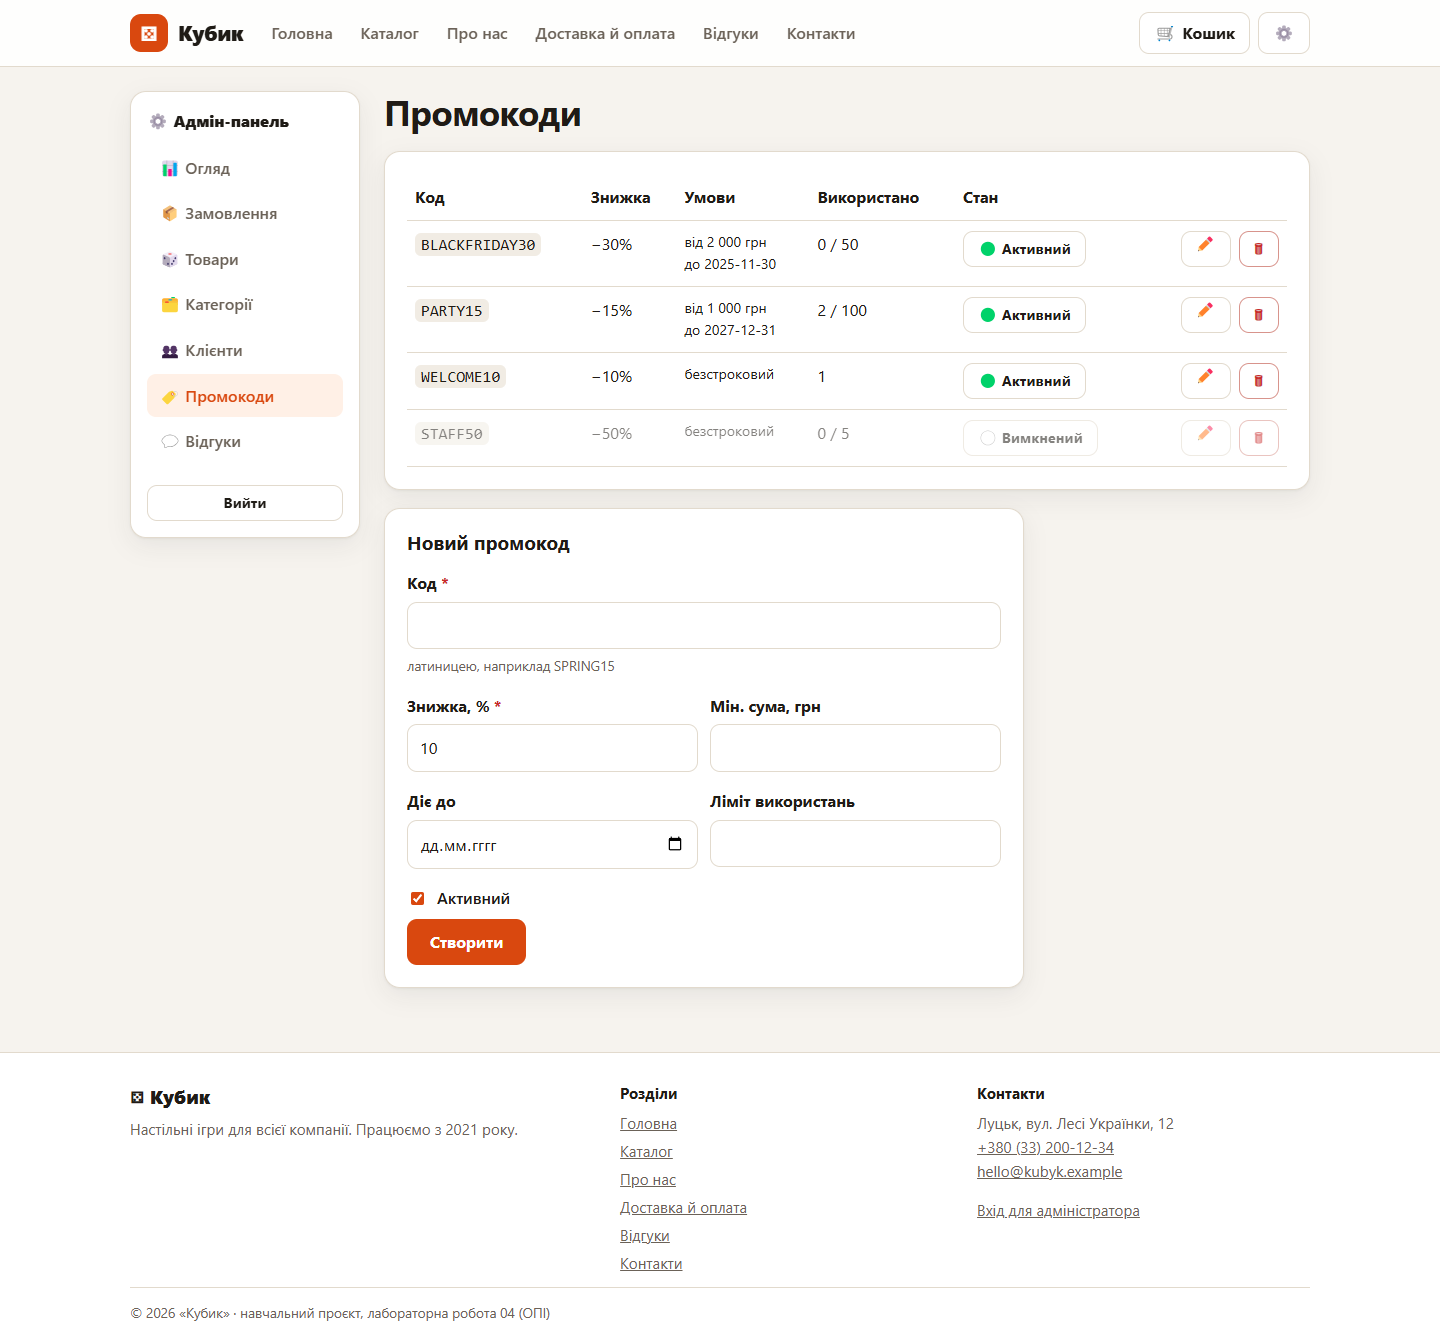 Кубик
Головна
Каталог
Про нас
Доставка й оплата
Відгуки
Контакти
Кошик
Адмін-панель
Огляд
Замовлення
Товари
Категорії
Клієнти
Промокоди
Відгуки
Вийти
Промокоди
Код Знижка Умови Використано Стан
BLACKFRIDAY30 −30% від 2 000 грн 0 / 50 Активний
до 2025-11-30
PARTY15 −15% від 1 000 грн 2 / 100 Активний
до 2027-12-31
WELCOME10 −10% безстроковий 1 Активний
STAFF50 −50% безстроковий 0 / 5 Вимкнений
Новий промокод
Код *
латиницею, наприклад SPRING15
Знижка, % * Мін. сума, грн
10
Діє до Ліміт використань
дд.мм.гггг
Активний
Створити
Кубик
Настільні ігри для всієї компанії. Працюємо з 2021 року.
Розділи
Головна
Каталог
Про нас
Доставка й оплата
Відгуки
Контакти
Контакти
Луцьк, вул. Лесі Українки, 12
+380 (33) 200-12-34
hello@kubyk.example
Вхід для адміністратора
© 2026 «Кубик» · навчальний проєкт, лабораторна робота 04 (ОПІ)